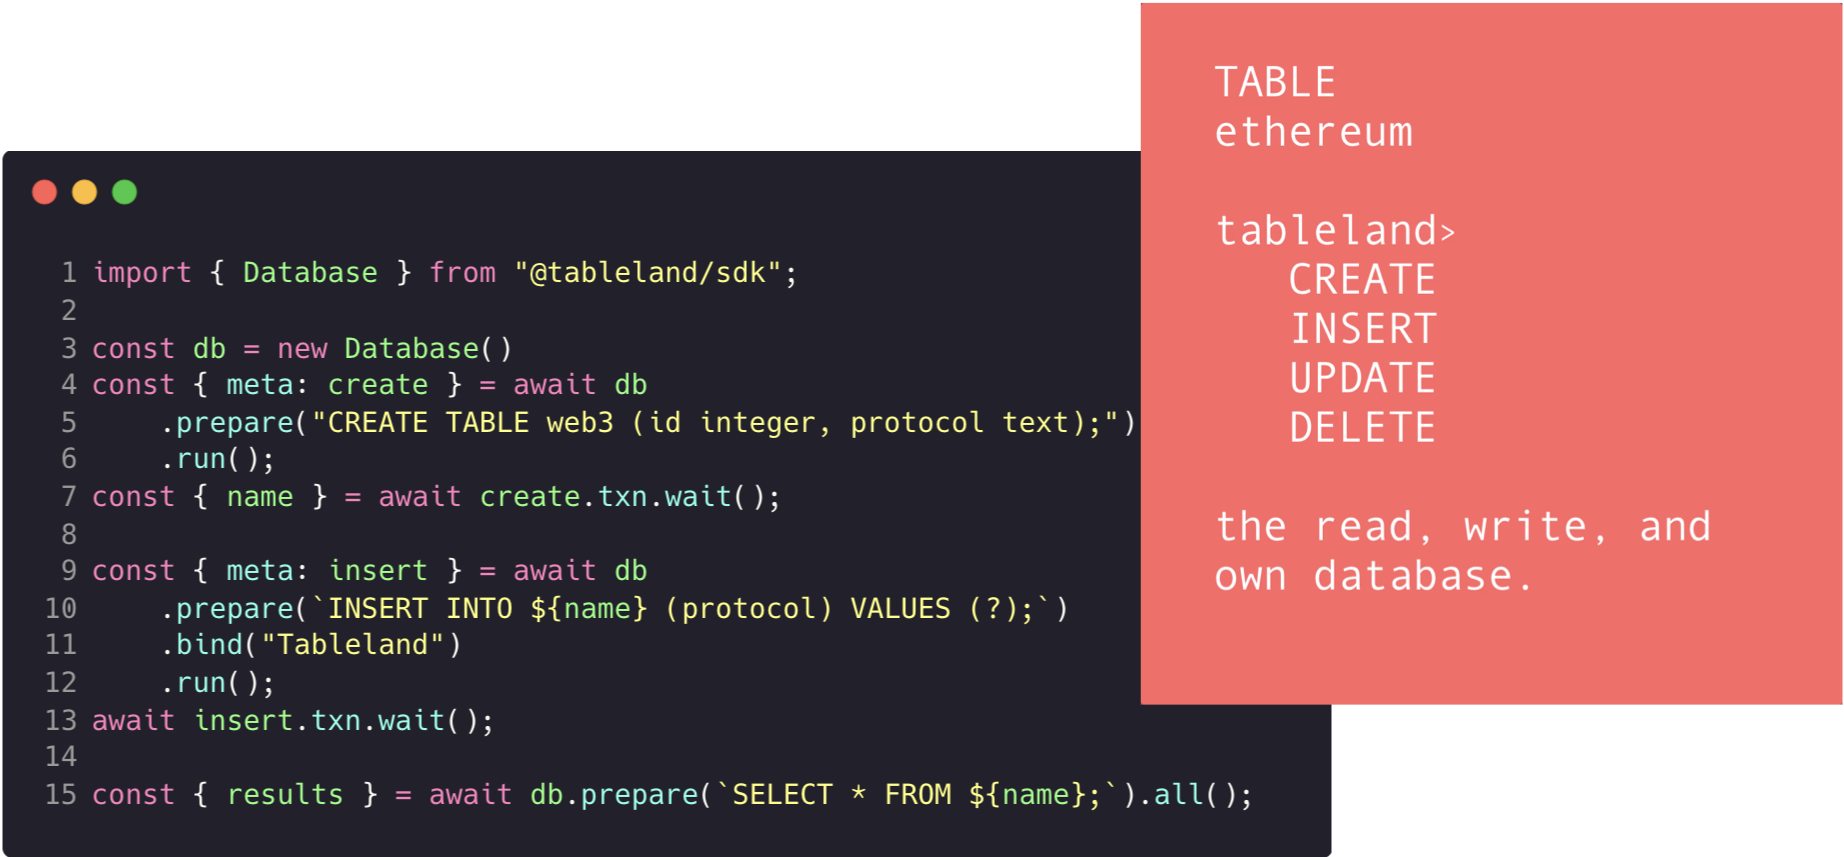 TABLE
ethereum
tableland>
CREATE
INSERT
UPDATE
DELETE
the read, write, and
own database.
1 import { Database } from "@tableland/sdk";
2
3 const db = new Database()
4 const { meta: create } = await db
5     .prepare("CREATE TABLE web3 (id integer, protocol text);")
6     .run();
7 const { name } = await create.txn.wait();
8
9 const { meta: insert } = await db
10     .prepare(`INSERT INTO ${name} (protocol) VALUES (?);`)
11     .bind("Tableland")
12     .run();
13 await insert.txn.wait();
14
15 const { results } = await db.prepare(`SELECT * FROM ${name};`).all();